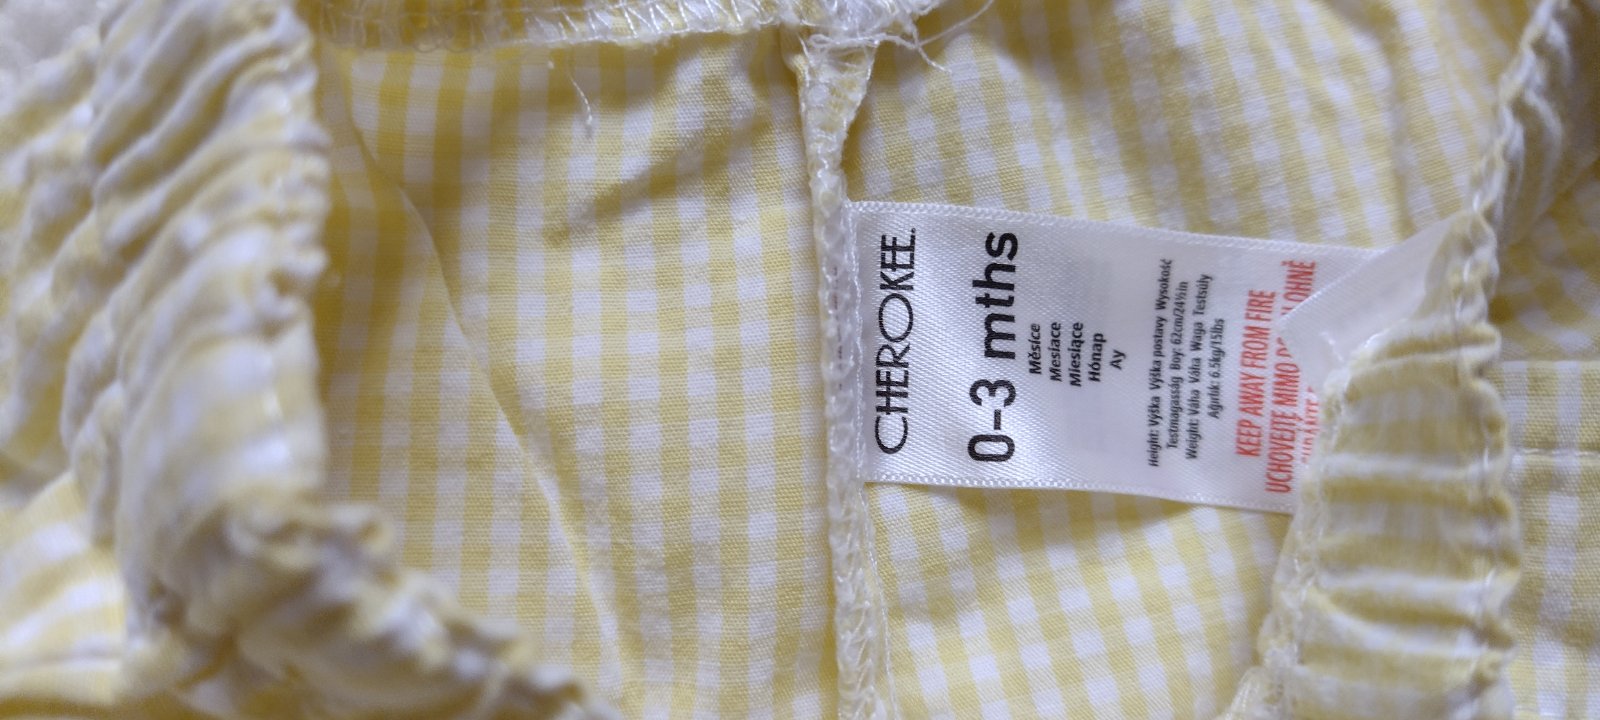 CHEROKEE.
0-3 mths
Měsíce
Mesiace
Miesiące
Hónap
Ay
Height: Výška Výška postavy Wysokość
Testmagasság Boy: 62cm/24½in
Weight: Váha Váha Waga Testsúly
Ağırlık: 6.5kg/15lbs
KEEP AWAY FROM FIRE
UCHOVEJTE MIMO OHNĚ